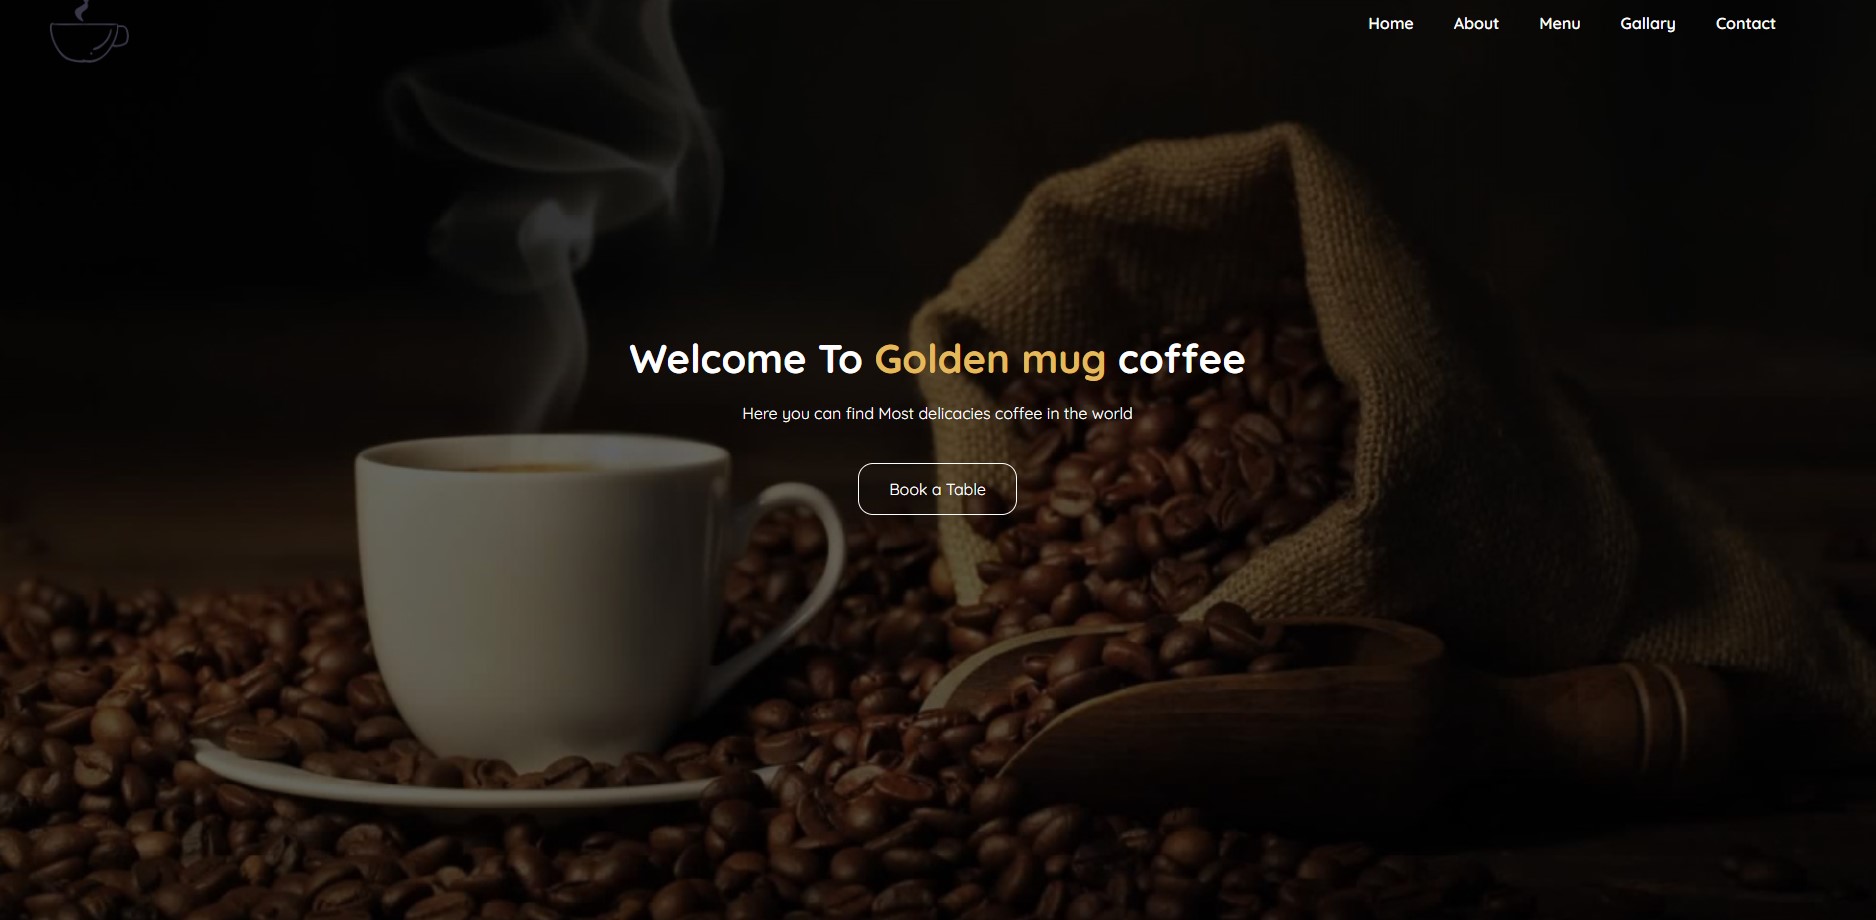 Home About Menu Gallary Contact
Welcome To Golden mug coffee
Here you can find Most delicacies coffee in the world
Book a Table